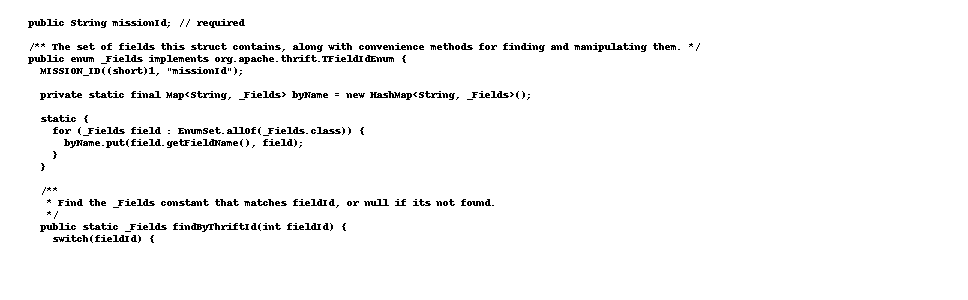 public String missionId; // required
/** The set of fields this struct contains, along with convenience methods for finding and manipulating them. */
public enum _Fields implements org.apache.thrift.TFieldIdEnum {
MISSION_ID((short)1, "missionId");
private static final Map<String, _Fields> byName = new HashMap<String, _Fields>();
static {
for (_Fields field : EnumSet.allOf(_Fields.class)) {
byName.put(field.getFieldName(), field);
}
}
/**
* Find the _Fields constant that matches fieldId, or null if its not found.
*/
public static _Fields findByThriftId(int fieldId) {
switch(fieldId) {